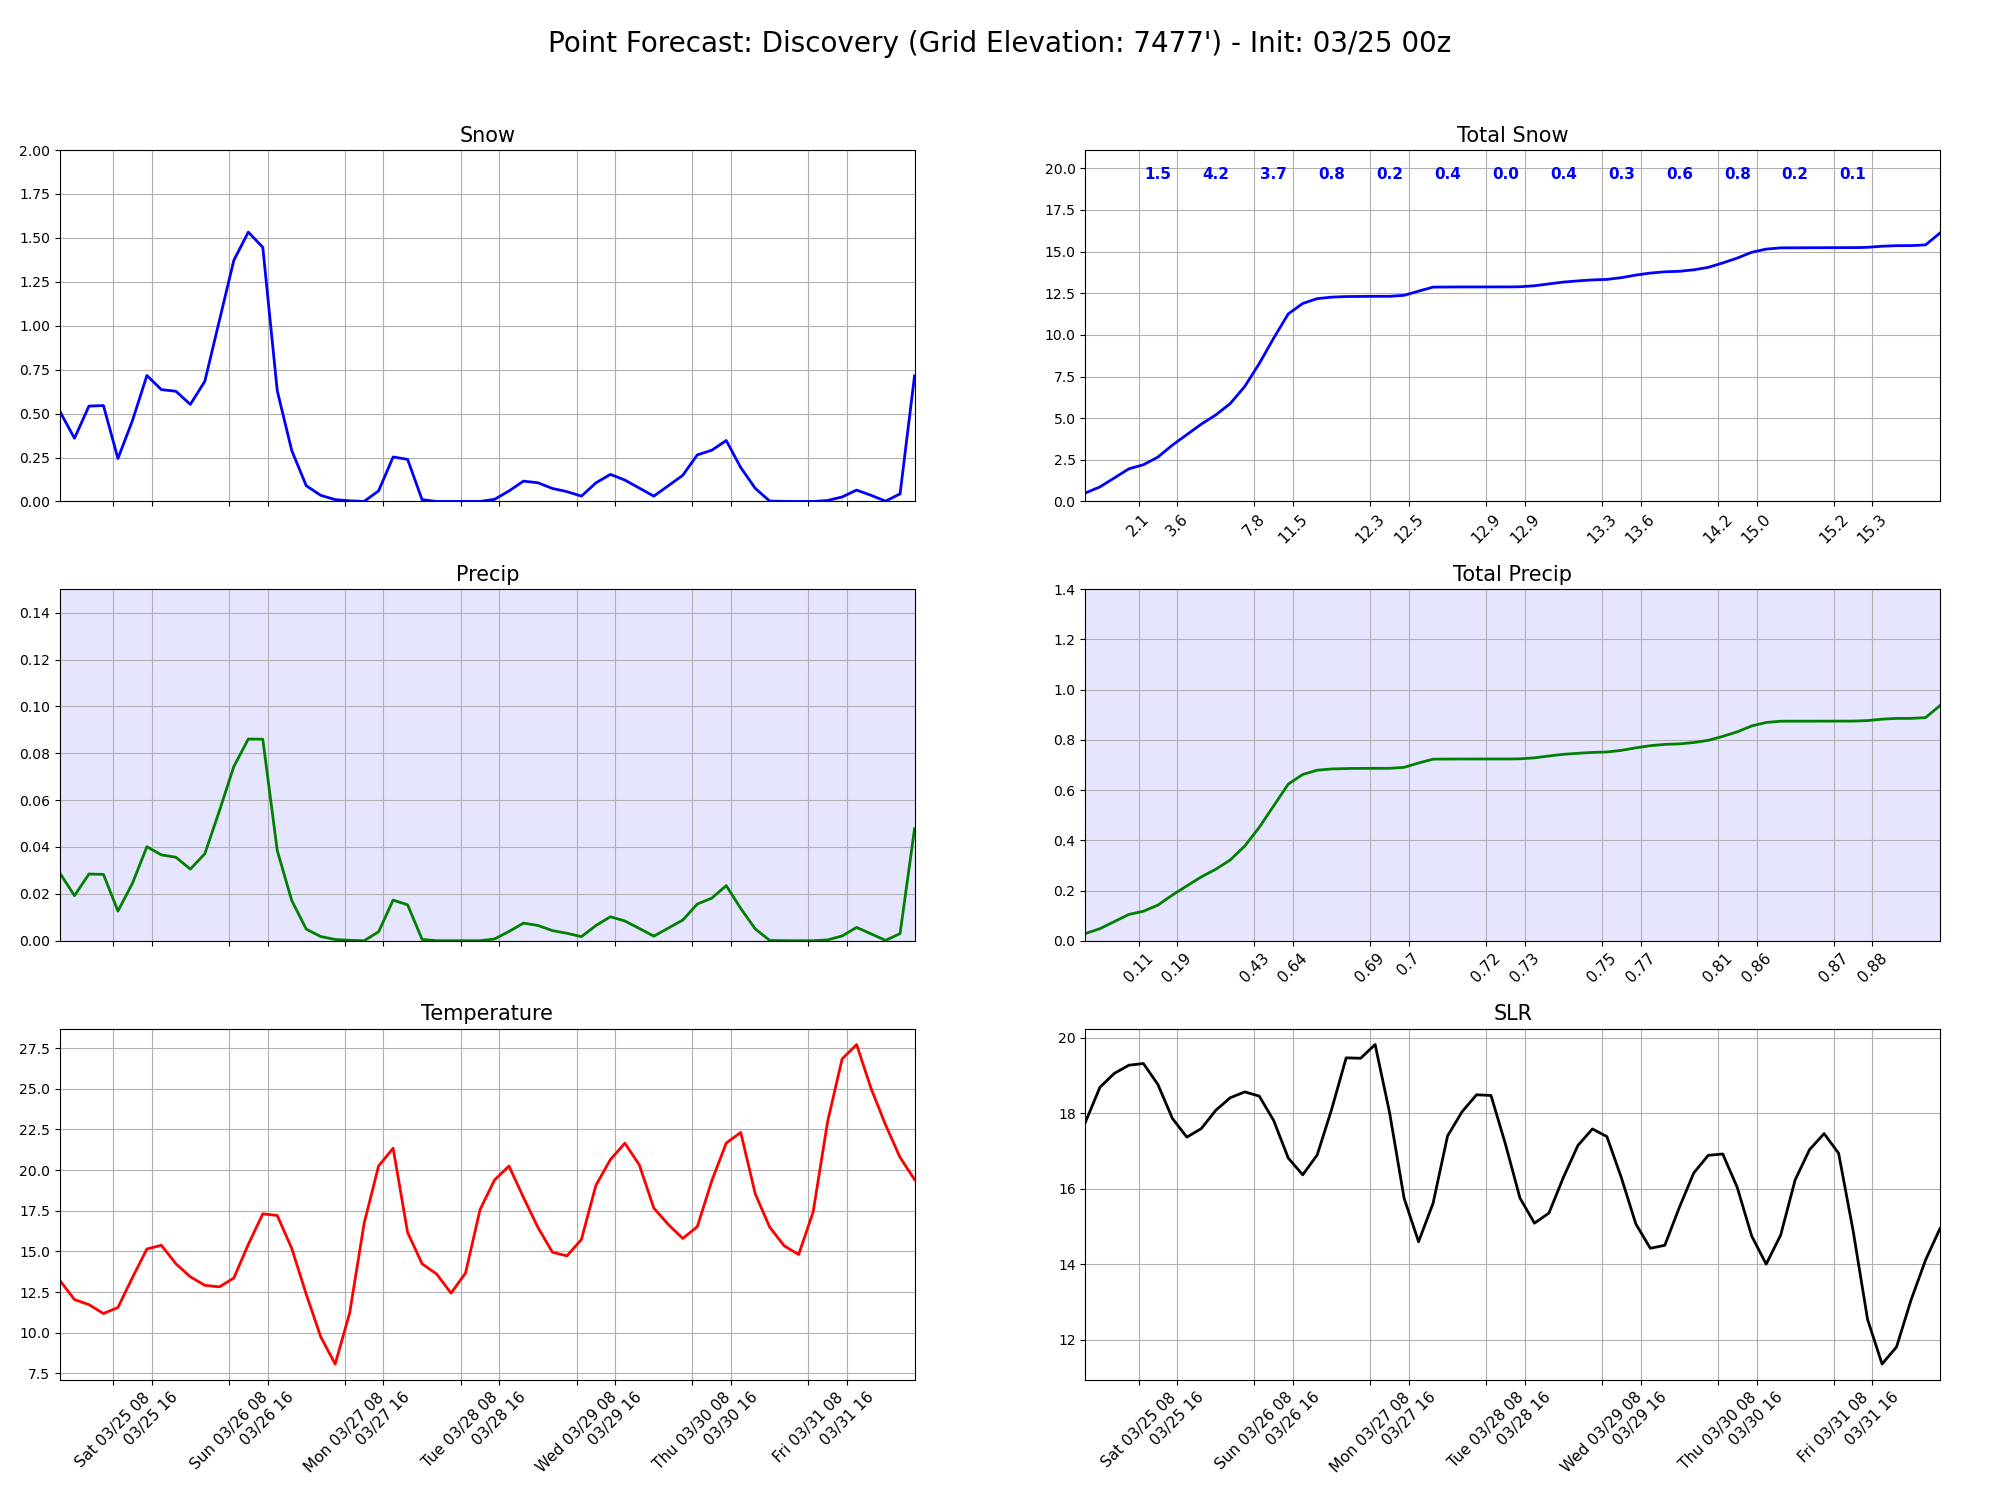 Point Forecast: Discovery (Grid Elevation: 7477') - Init: 03/25 00z
Snow
2.00
1.75
1.50
1.25
1.00
0.75
0.50
0.25
0.00
Total Snow
20.0
17.5
15.0
12.5
10.0
7.5
5.0
2.5
0.0
1.5 4.2 3.7 0.8 0.2 0.4 0.0 0.4 0.3 0.6 0.8 0.2 0.1
2.1 3.6 7.8 11.5 12.3 12.5 12.9 12.9 13.3 13.6 14.2 15.0 15.2 15.3
Precip
0.14
0.12
0.10
0.08
0.06
0.04
0.02
0.00
Total Precip
1.4
1.2
1.0
0.8
0.6
0.4
0.2
0.0
0.11 0.19 0.43 0.64 0.69 0.7 0.72 0.73 0.75 0.77 0.81 0.86 0.87 0.88
Temperature
27.5
25.0
22.5
20.0
17.5
15.0
12.5
10.0
7.5
Sat 03/25 08
03/25 16
Sun 03/26 08
03/26 16
Mon 03/27 08
03/27 16
Tue 03/28 08
03/28 16
Wed 03/29 08
03/29 16
Thu 03/30 08
03/30 16
Fri 03/31 08
03/31 16
SLR
20
18
16
14
12
Sat 03/25 08
03/25 16
Sun 03/26 08
03/26 16
Mon 03/27 08
03/27 16
Tue 03/28 08
03/28 16
Wed 03/29 08
03/29 16
Thu 03/30 08
03/30 16
Fri 03/31 08
03/31 16